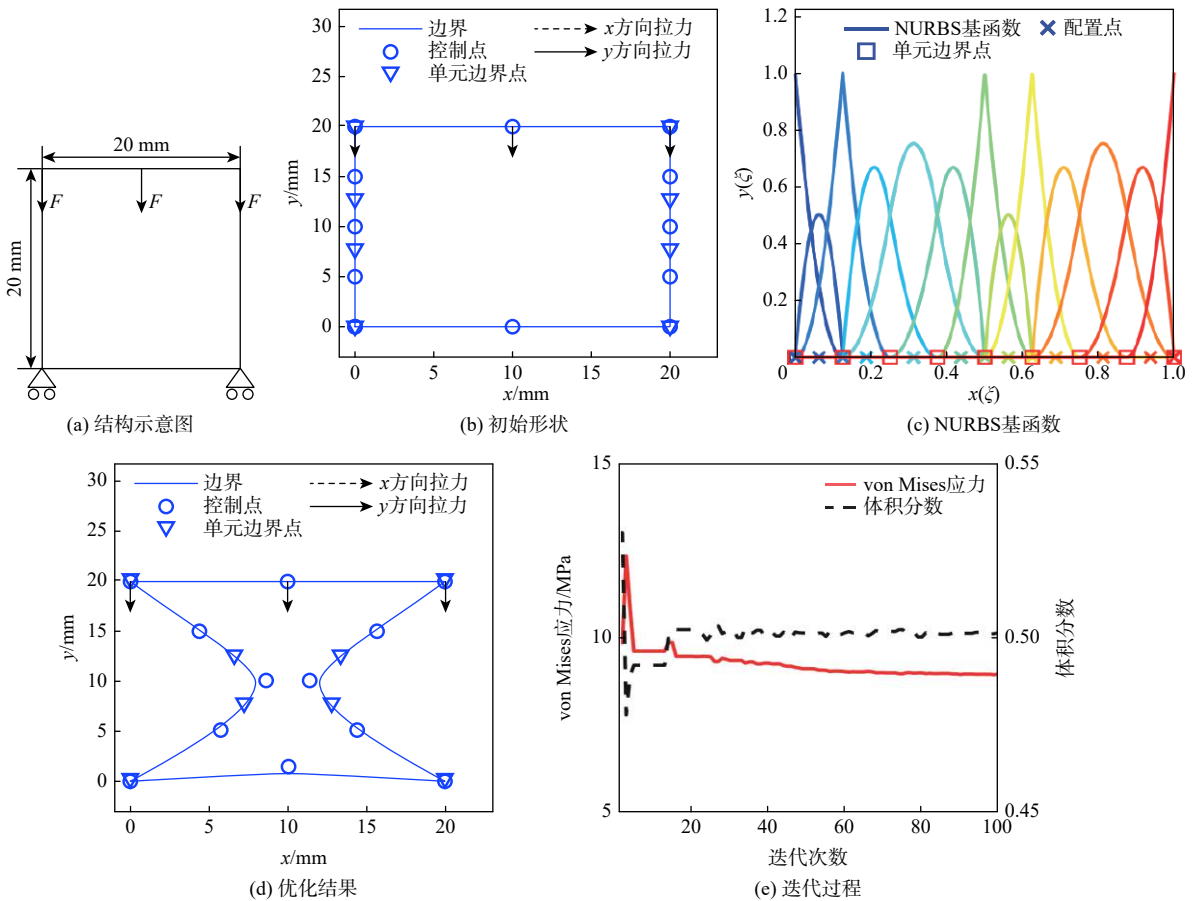 20 mm
20 mm
F
F
F
(a) 结构示意图
边界
控制点
单元边界点
x方向拉力
y方向拉力
30
25
20
15
10
5
0
y/mm
0
5
10
15
20
x/mm
(b) 初始形状
NURBS基函数
配置点
单元边界点
1.2
1.0
0.8
0.6
0.4
0.2
y(ξ)
0
0.2
0.4
0.6
0.8
1.0
x(ξ)
(c) NURBS基函数
边界
控制点
单元边界点
x方向拉力
y方向拉力
30
25
20
15
10
5
0
y/mm
0
5
10
15
20
x/mm
(d) 优化结果
von Mises应力
体积分数
15
10
5
von Mises应力/MPa
0.55
0.50
0.45
体积分数
20
40
60
80
100
迭代次数
(e) 迭代过程